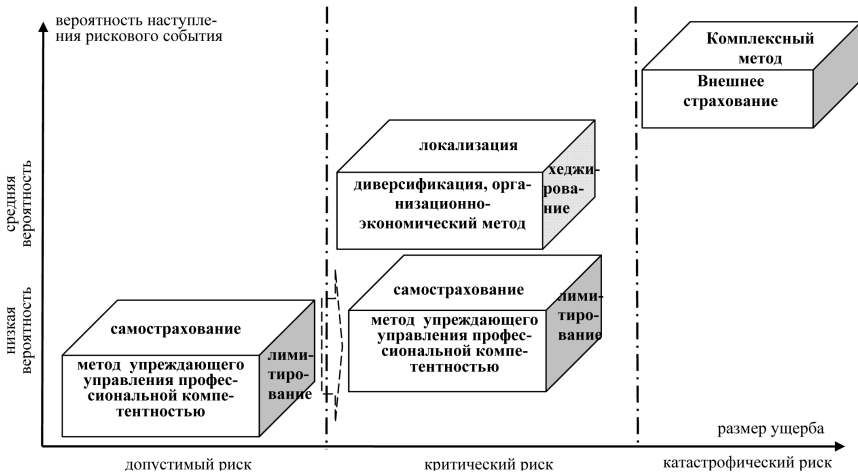 вероятность наступле-
ния рискового события
Комплексный
метод
Внешнее
страхование
локализация
диверсификация, орга-
низационно-
экономический метод
хеджи-
рова-
ние
средняя
вероятность
самострахование
метод упреждающего
управления профес-
сиональной компе-
тентностью
лими-
тиро-
вание
самострахование
метод упреждающего
управления профес-
сиональной компе-
тентностью
лими-
тиро-
вание
низкая
вероятность
размер ущерба
допустимый риск
критический риск
катастрофический риск